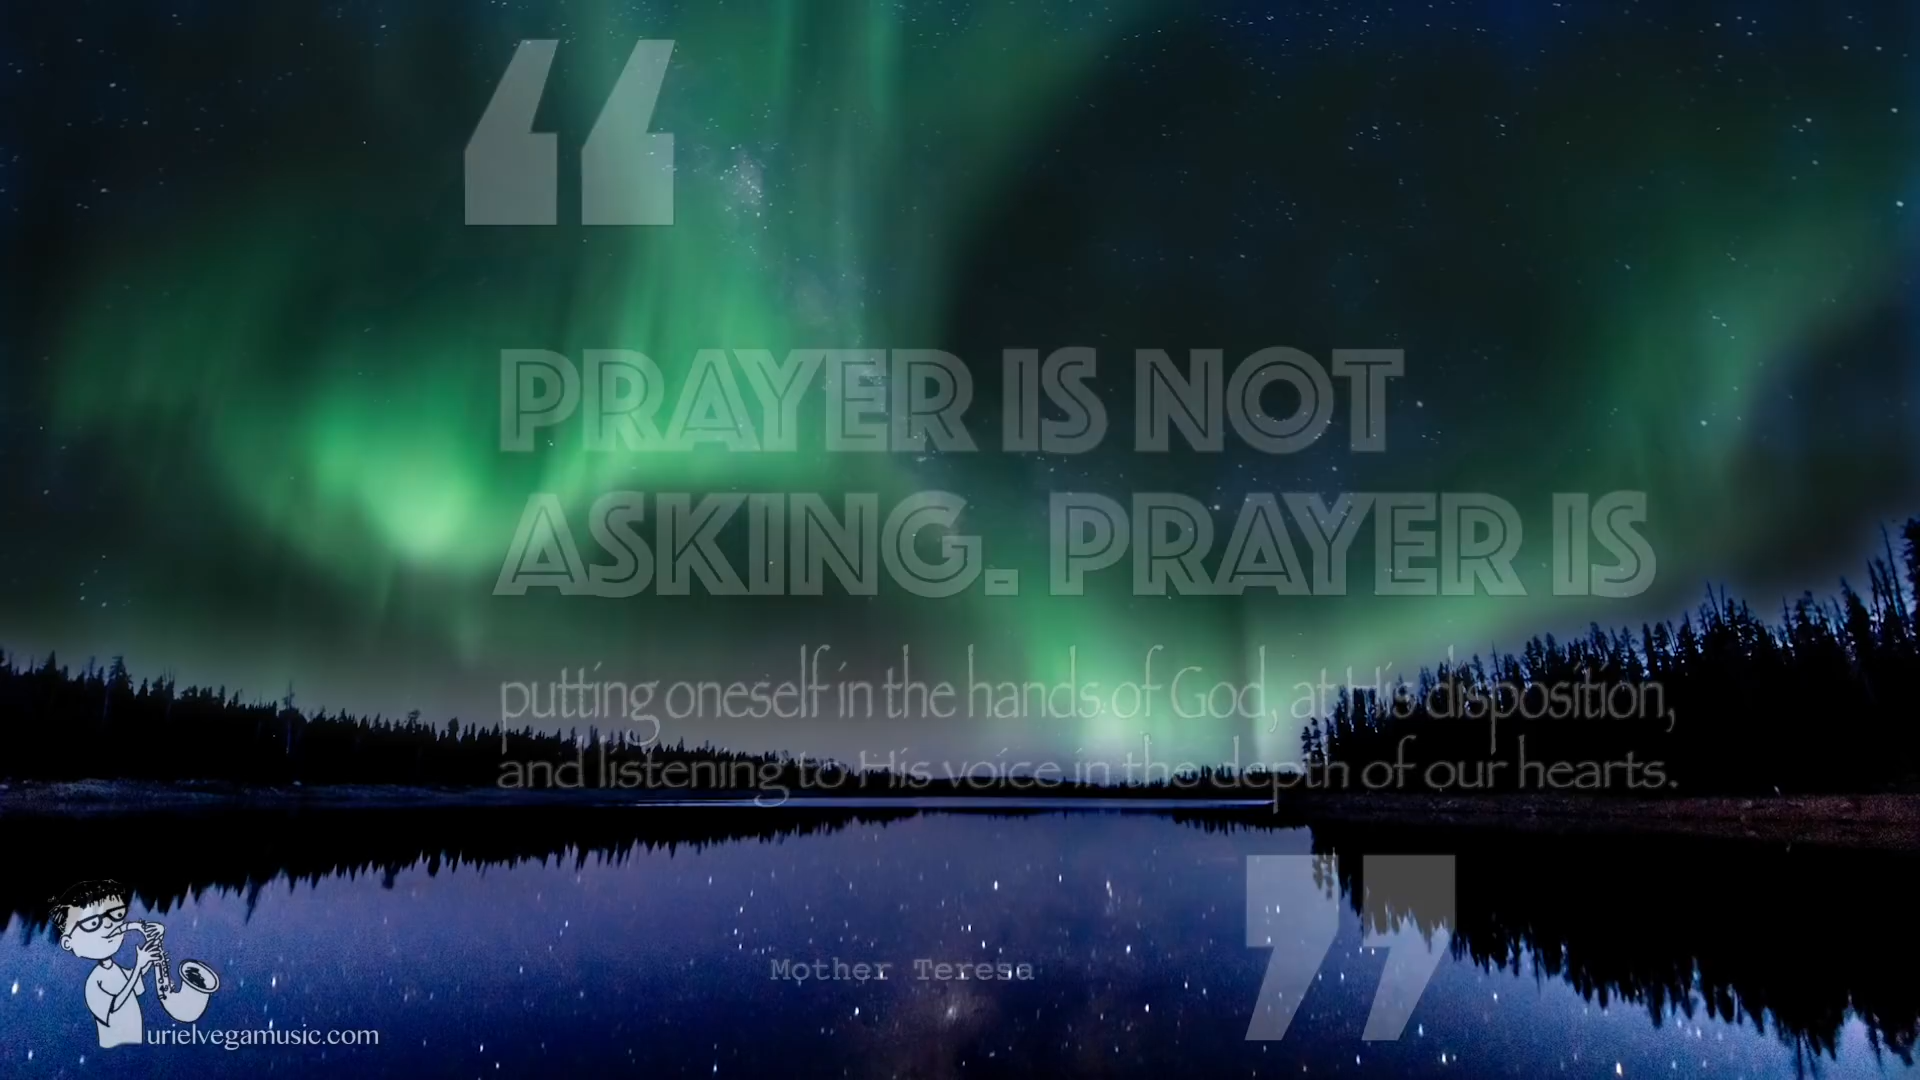 “
PRAYER IS NOT
ASKING. PRAYER IS
putting oneself in the hands of God, at His disposition,
and listening to His voice in the depth of our hearts.
”
Mother Teresa
urielvegamusic.com